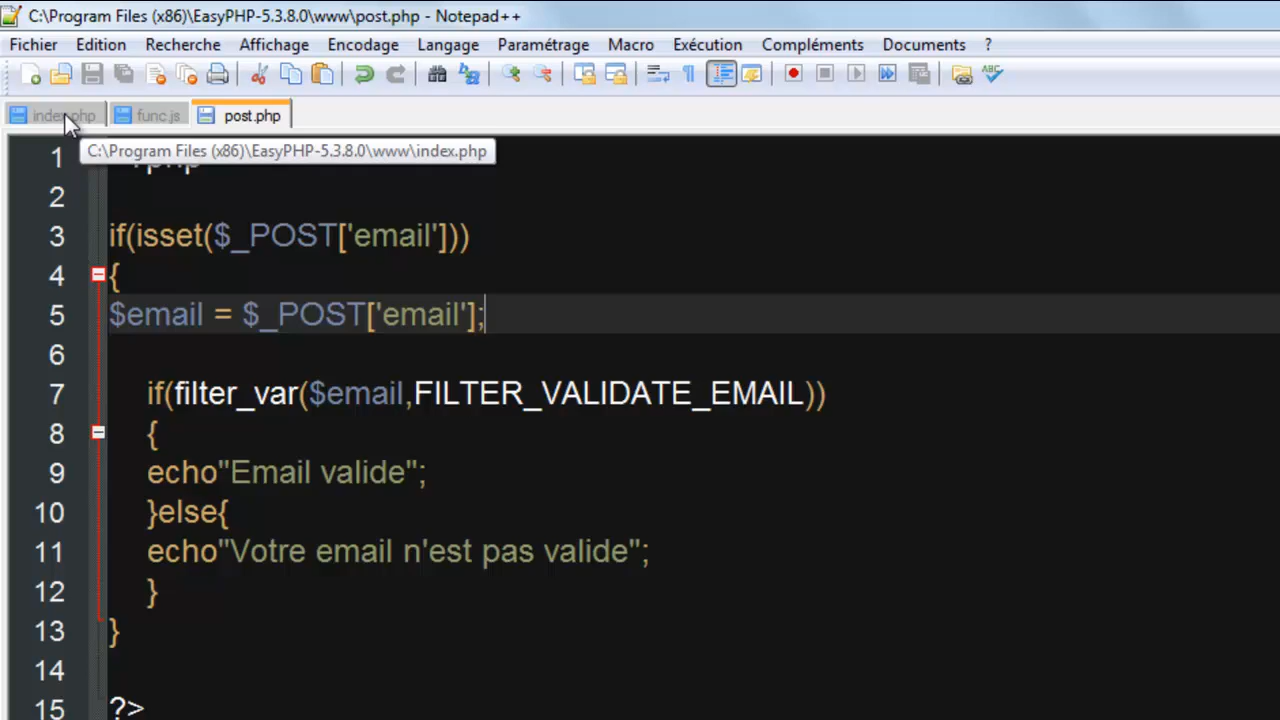 C:\Program Files (x86)\EasyPHP-5.3.8.0\www\post.php - Notepad++
Fichier Edition Recherche Affichage Encodage Langage Paramétrage Macro Exécution Compléments Documents ?
index.php func.js post.php
C:\Program Files (x86)\EasyPHP-5.3.8.0\www\index.php
1
2
3 if(isset($_POST['email']))
4 {
5 $email = $_POST['email'];
6
7 if(filter_var($email,FILTER_VALIDATE_EMAIL))
8 {
9 echo"Email valide";
10 }else{
11 echo"Votre email n'est pas valide";
12 }
13 }
14
15 ?>